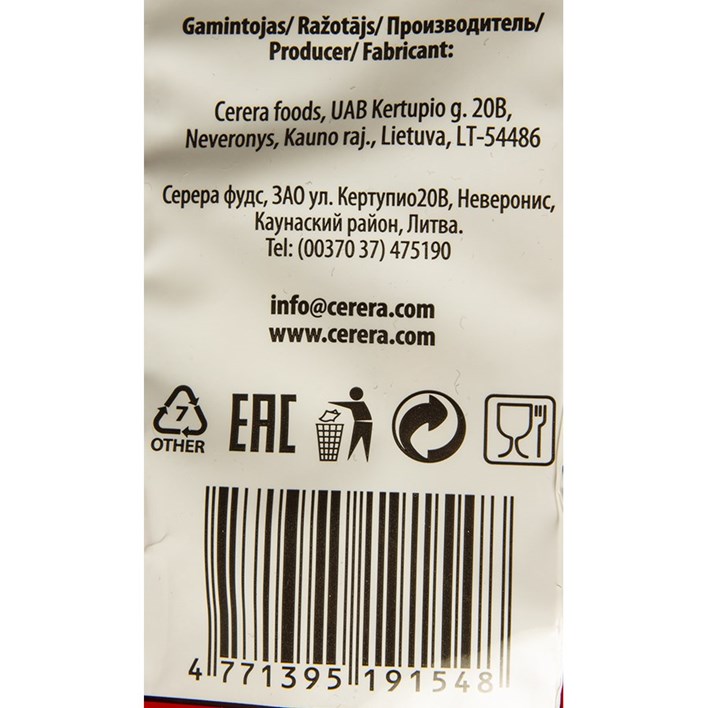 Gamintojas/ Ražotājs/ Производитель/
Producer/ Fabricant:
Cerera foods, UAB Kertupio g. 20B,
Neveronys, Kauno raj., Lietuva, LT-54486
Серера фудс, ЗАО ул. Кертупио20В, Неверонис,
Каунаский район, Литва.
Tel: (00370 37) 475190
info@cerera.com
www.cerera.com
7
OTHER
EAC
4 771395 191548